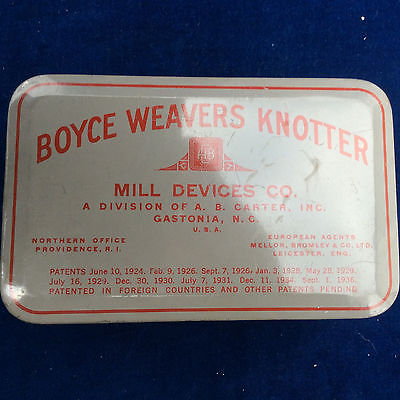 BOYCE WEAVERS KNOTTER
MILL DEVICES CO.
A DIVISION OF A. B. CARTER, INC.
GASTONIA, N. C.
U. S. A.
NORTHERN OFFICE
PROVIDENCE, R. I.
EUROPEAN AGENTS
MELLOR, BROMLEY & CO. LTD.
LEICESTER, ENG.
PATENTS June 10, 1924. Feb. 9, 1926. Sept. 7, 1926. Jan. 3, 1928. May 28, 1929.
July 16, 1929. Dec. 30, 1930. July 7, 1931. Dec. 11, 1934. Sept. 1, 1936.
PATENTED IN FOREIGN COUNTRIES AND OTHER PATENTS PENDING